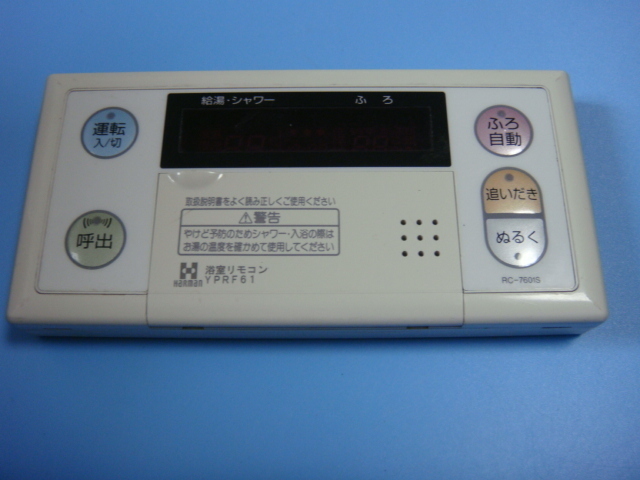 給湯・シャワー ふろ
運転
入/切
ふろ
自動
取扱説明書をよく読み正しくご使用ください
⚠警告
やけど予防のためシャワー・入浴の際は
お湯の温度を確かめて使用してください
追いだき
呼出
ぬるく
浴室リモコン
YPRF61
HanMan
RC-7601S